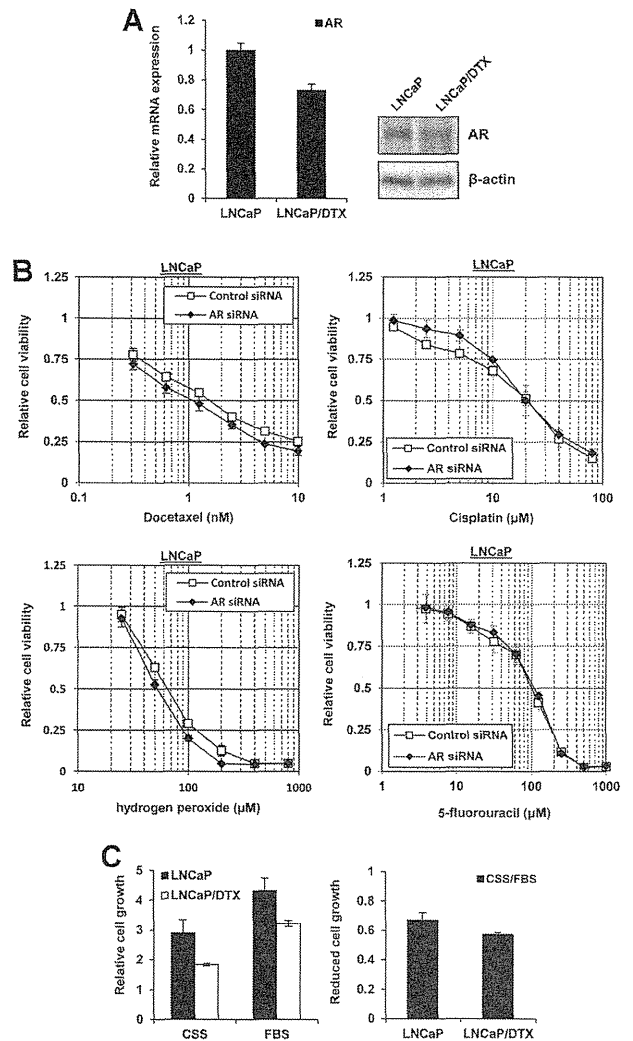 A
Relative mRNA expression
1.2
1
0.8
0.6
0.4
0.2
0
AR
LNCaP
LNCaP/DTX
LNCaP
LNCaP/DTX
AR
β-actin
B
LNCaP
Relative cell viability
1.25
1
0.75
0.5
0.25
0
Control siRNA
AR siRNA
0.1
1
10
Docetaxel (nM)
LNCaP
Relative cell viability
1.25
1
0.75
0.5
0.25
0
Control siRNA
AR siRNA
1
10
100
Cisplatin (μM)
LNCaP
Relative cell viability
1.25
1
0.75
0.5
0.25
0
Control siRNA
AR siRNA
10
100
1000
hydrogen peroxide (μM)
LNCaP
Relative cell viability
1.25
1
0.75
0.5
0.25
0
Control siRNA
AR siRNA
1
10
100
1000
5-fluorouracil (μM)
C
Relative cell growth
5
4
3
2
1
0
LNCaP
LNCaP/DTX
CSS
FBS
Reduced cell growth
1
0.8
0.6
0.4
0.2
0
CSS/FBS
LNCaP
LNCaP/DTX